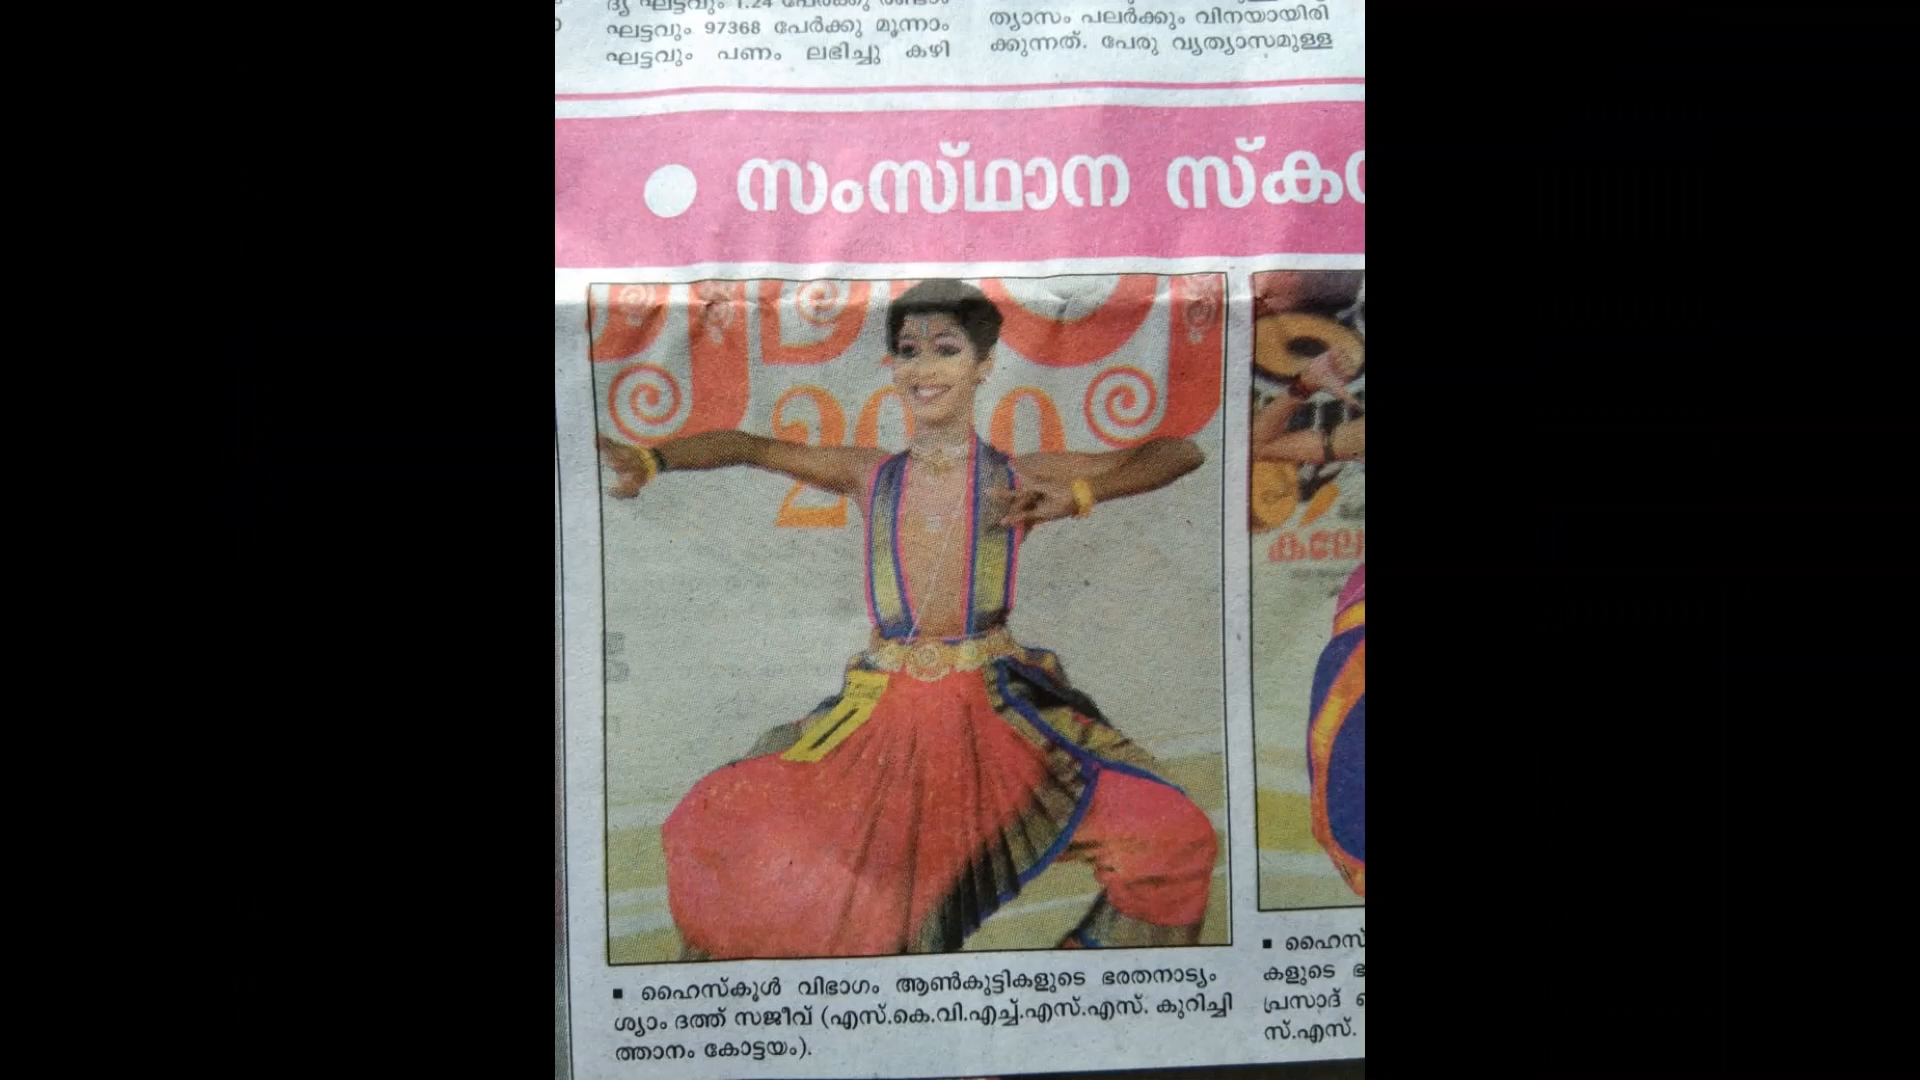 ഘട്ടവും 97368 പേർക്കു മൂന്നാം
ഘട്ടവും പണം ലഭിച്ചു കഴി
ത്യാസം പലർക്കും വിനയായിരി
ക്കുന്നത്. പേരു വ്യത്യാസമുള്ള
● സംസ്ഥാന
■ ഹൈസ്കൂൾ വിഭാഗം ആൺകുട്ടികളുടെ ഭരതനാട്യം
ശ്യാം ദത്ത് സജീവ് (എസ്.കെ.വി.എച്ച്.എസ്.എസ്. കുറിച്ചി
ത്താനം കോട്ടയം).
കളുടെ
പ്രസാദ്
സ്.എസ്.